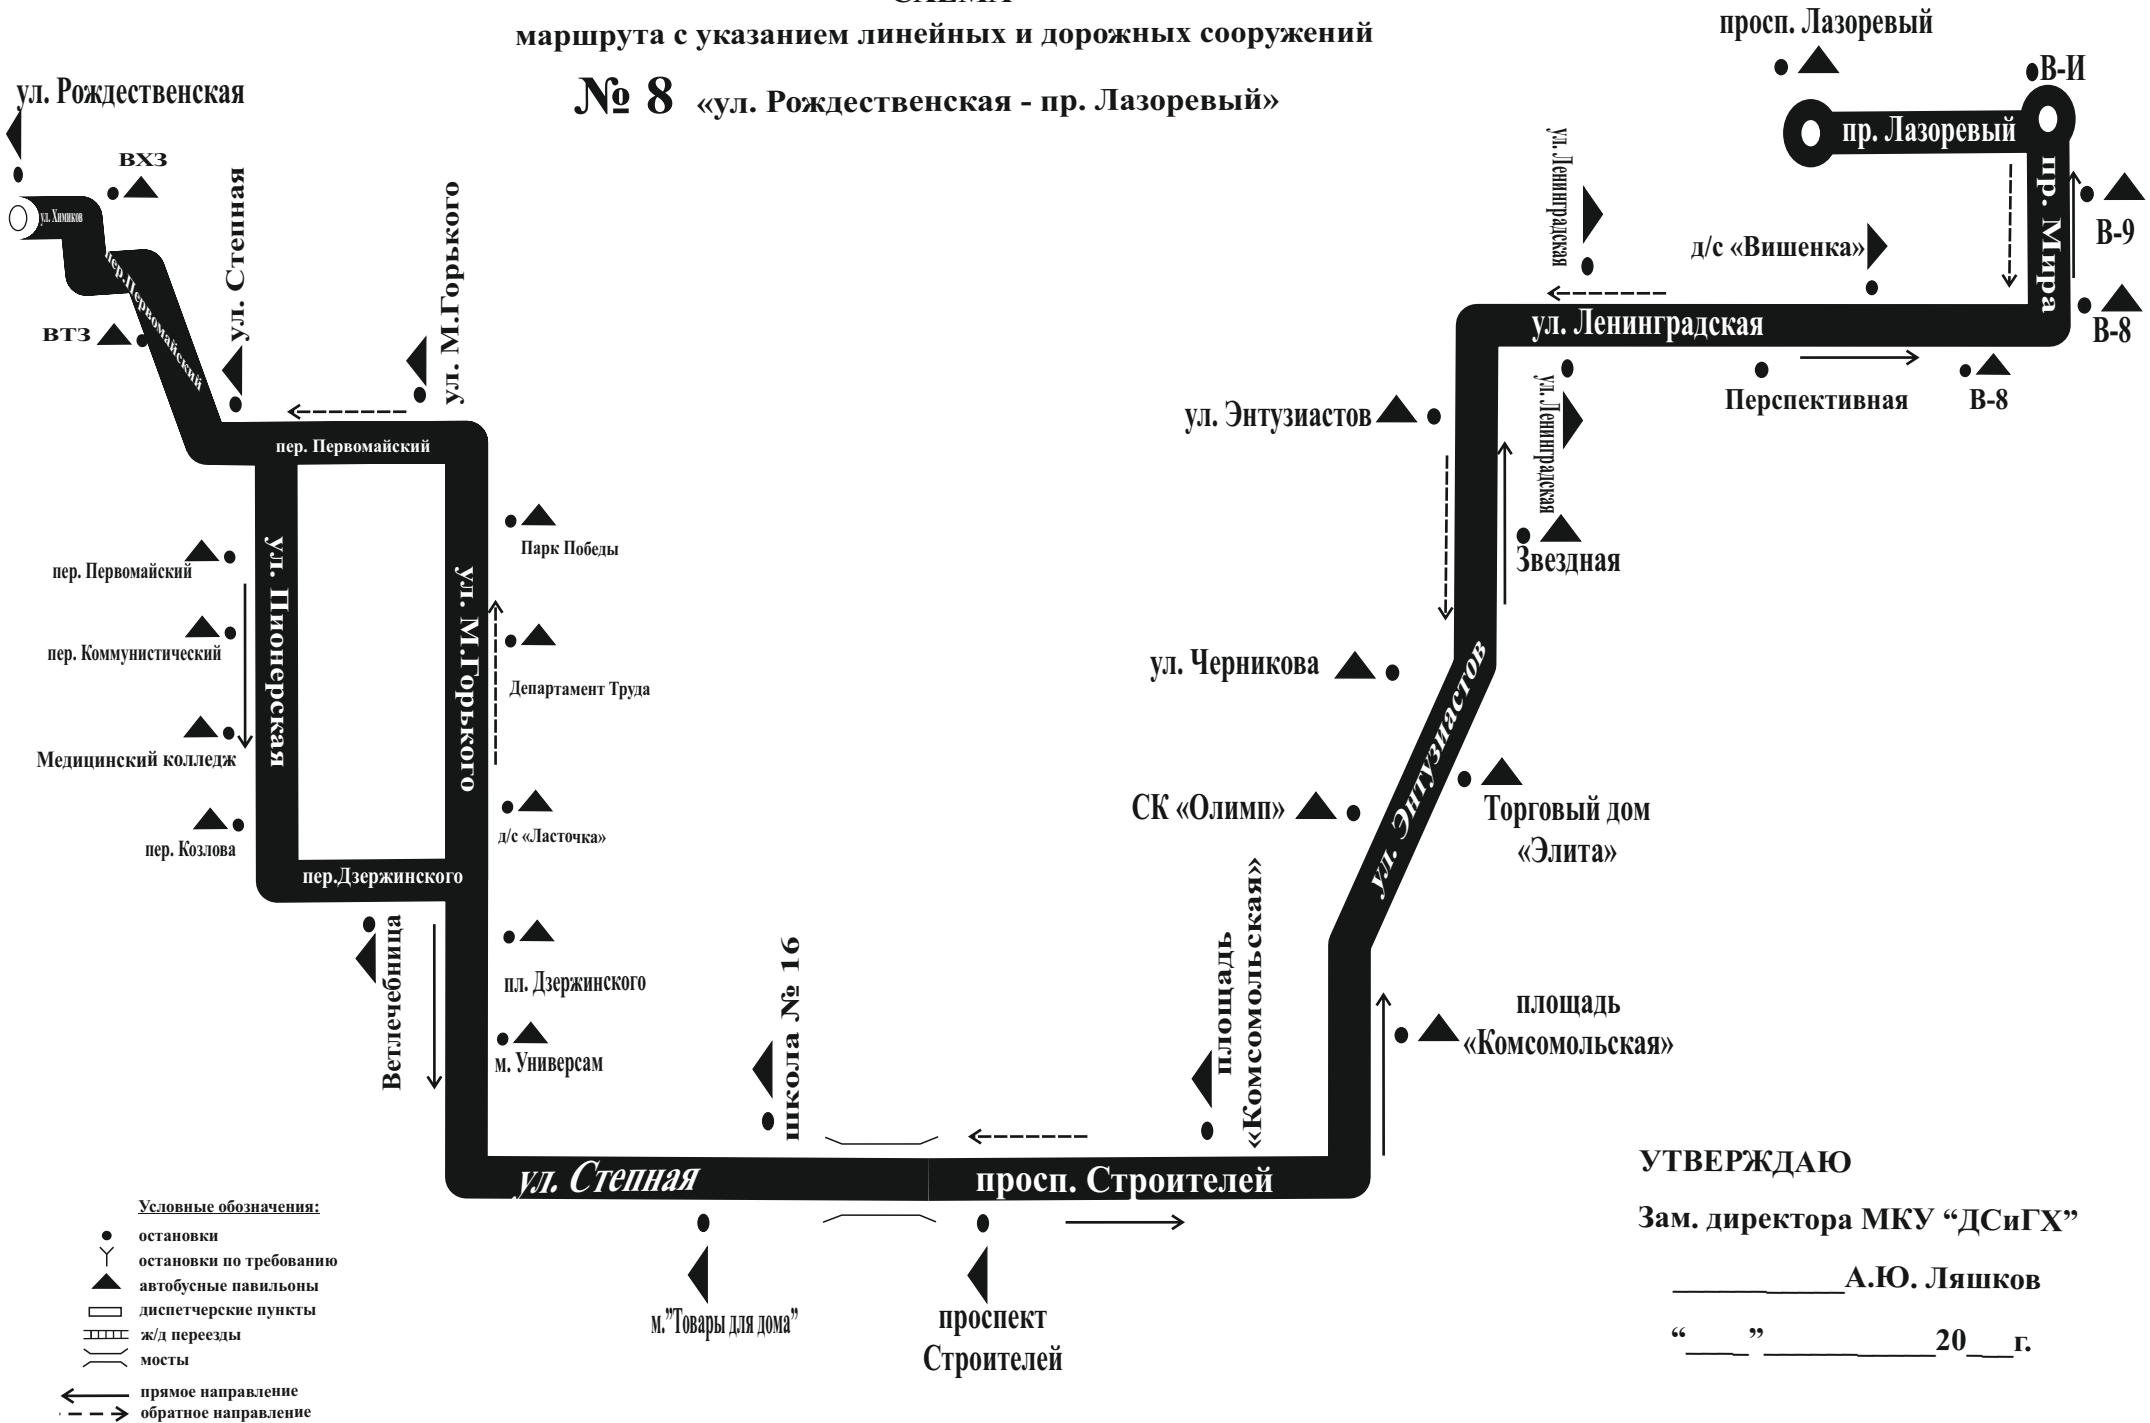 СХЕМА
маршрута с указанием линейных и дорожных сооружений
№ 8 «ул. Рождественская - пр. Лазоревый»
просп. Лазоревый
В-И
пр. Лазоревый
пр. Мира
В-9
В-8
ул. Рождественская
ВХЗ
ул. Химиков
пер.Первомайский
ВТЗ
ул. Степная
ул. М.Горького
пер. Первомайский
ул. Ленинградская
д/с «Вишенка»
ул. Ленинградская
ул. Ленинградская
Перспективная
В-8
ул. Энтузиастов
Звездная
пер. Первомайский
пер. Коммунистический
Медицинский колледж
пер. Козлова
ул. Пионерская
ул. М.Горького
Парк Победы
Департамент Труда
д/с «Ласточка»
пер.Дзержинского
Ветлечебница
пл. Дзержинского
м. Универсам
ул. Черникова
СК «Олимп»
ул. Энтузиастов
Торговый дом
«Элита»
школа № 16
площадь
«Комсомольская»
площадь
«Комсомольская»
ул. Степная
просп. Строителей
м.”Товары для дома”
проспект
Строителей
Условные обозначения:
остановки
остановки по требованию
автобусные павильоны
диспетчерские пункты
ж/д переезды
мосты
прямое направление
обратное направление
УТВЕРЖДАЮ
Зам. директора МКУ “ДСиГХ”
___________А.Ю. Ляшков
“____”___________20___г.